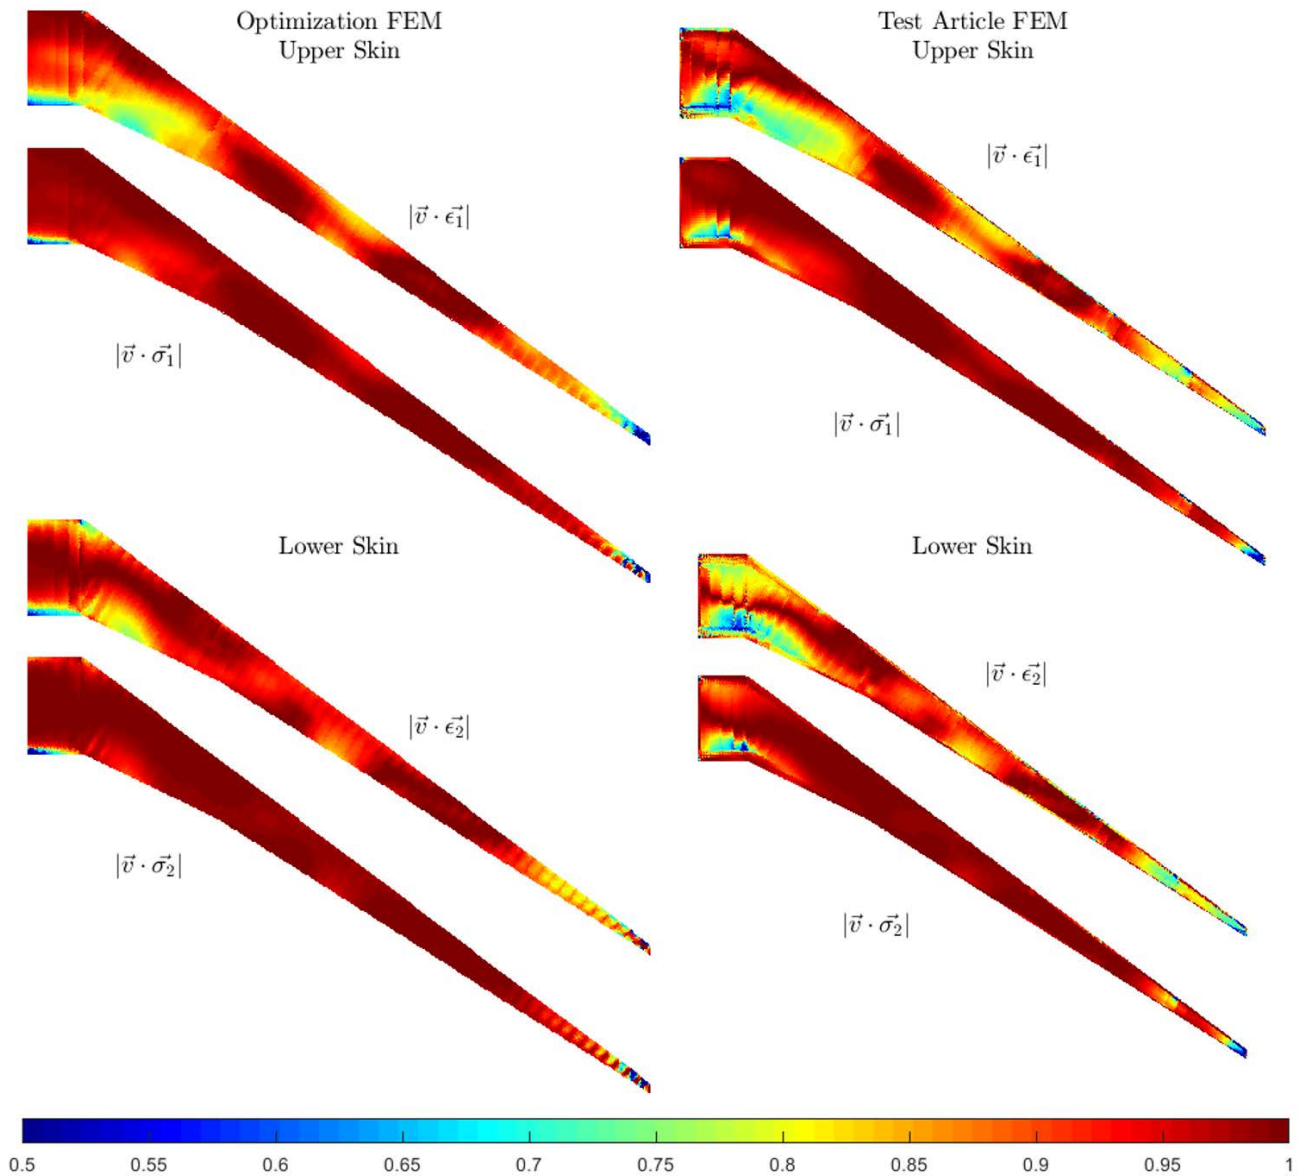 Optimization FEM
Upper Skin
Test Article FEM
Upper Skin
|v⃗ · ϵ⃗₁|
|v⃗ · ϵ⃗₁|
|v⃗ · σ⃗₁|
|v⃗ · σ⃗₁|
Lower Skin
Lower Skin
|v⃗ · ϵ⃗₂|
|v⃗ · ϵ⃗₂|
|v⃗ · σ⃗₂|
|v⃗ · σ⃗₂|
0.5 0.55 0.6 0.65 0.7 0.75 0.8 0.85 0.9 0.95 1